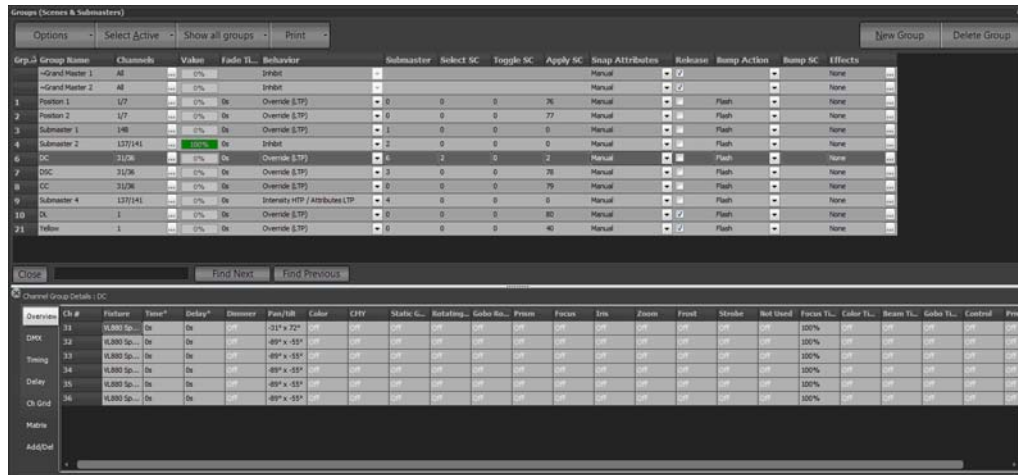 Groups (Scenes & Submasters)
Options Select Active Show all groups Print New Group Delete Group
Grp... Group Name Channels Value Fade Ti... Behavior Submaster Select SC Toggle SC Apply SC Snap Attributes Release Bump Action Bump SC Effects
~Grand Master 1 All ... 0% Inhibit Manual None ...
~Grand Master 2 All ... 0% Inhibit Manual None ...
1 Position 1 1/7 ... 0% 0s Override (LTP) 0 0 0 76 Manual Flash None ...
2 Position 2 1/7 ... 0% 0s Override (LTP) 0 0 0 77 Manual Flash None ...
3 Submaster 1 148 ... 0% 0s Override (LTP) 1 0 0 0 Manual Flash None ...
4 Submaster 2 137/141 ... 100% 0s Inhibit 2 0 0 0 Manual Flash None ...
6 DC 31/36 ... 0% 0s Override (LTP) 6 2 0 2 Manual Flash None ...
7 DSC 31/36 ... 0% 0s Override (LTP) 3 0 0 78 Manual Flash None ...
8 CC 31/36 ... 0% 0s Override (LTP) 0 0 0 79 Manual Flash None ...
9 Submaster 4 137/141 ... 0% 0s Intensity HTP / Attributes LTP 4 0 0 0 Manual Flash None ...
10 DL 1 ... 0% 0s Override (LTP) 0 0 0 80 Manual Flash None ...
21 Yellow 1 ... 0% 0s Override (LTP) 0 0 0 40 Manual Flash None ...
Close Find Next Find Previous
Channel Group Details : DC
Overview DMX Timing Delay Ch Grid Matrix Add/Del
Ch # Fixture Time* Delay* Dimmer Pan/tilt Color CMY Static G... Rotating... Gobo Ro... Prism Focus Iris Zoom Frost Strobe Not Used Focus Ti... Color Ti... Beam Ti... Gobo Ti... Control
31 VL880 Sp... 0s 0s Off -31° x 72° Off Off Off Off Off Off Off Off Off Off Off Off 100% Off Off Off Off Off
32 VL880 Sp... 0s 0s Off -89° x -55° Off Off Off Off Off Off Off Off Off Off Off Off 100% Off Off Off Off Off
33 VL880 Sp... 0s 0s Off -89° x -55° Off Off Off Off Off Off Off Off Off Off Off Off 100% Off Off Off Off Off
34 VL880 Sp... 0s 0s Off -89° x -55° Off Off Off Off Off Off Off Off Off Off Off Off 100% Off Off Off Off Off
35 VL880 Sp... 0s 0s Off -89° x -55° Off Off Off Off Off Off Off Off Off Off Off Off 100% Off Off Off Off Off
36 VL880 Sp... 0s 0s Off -89° x -55° Off Off Off Off Off Off Off Off Off Off Off Off 100% Off Off Off Off Off